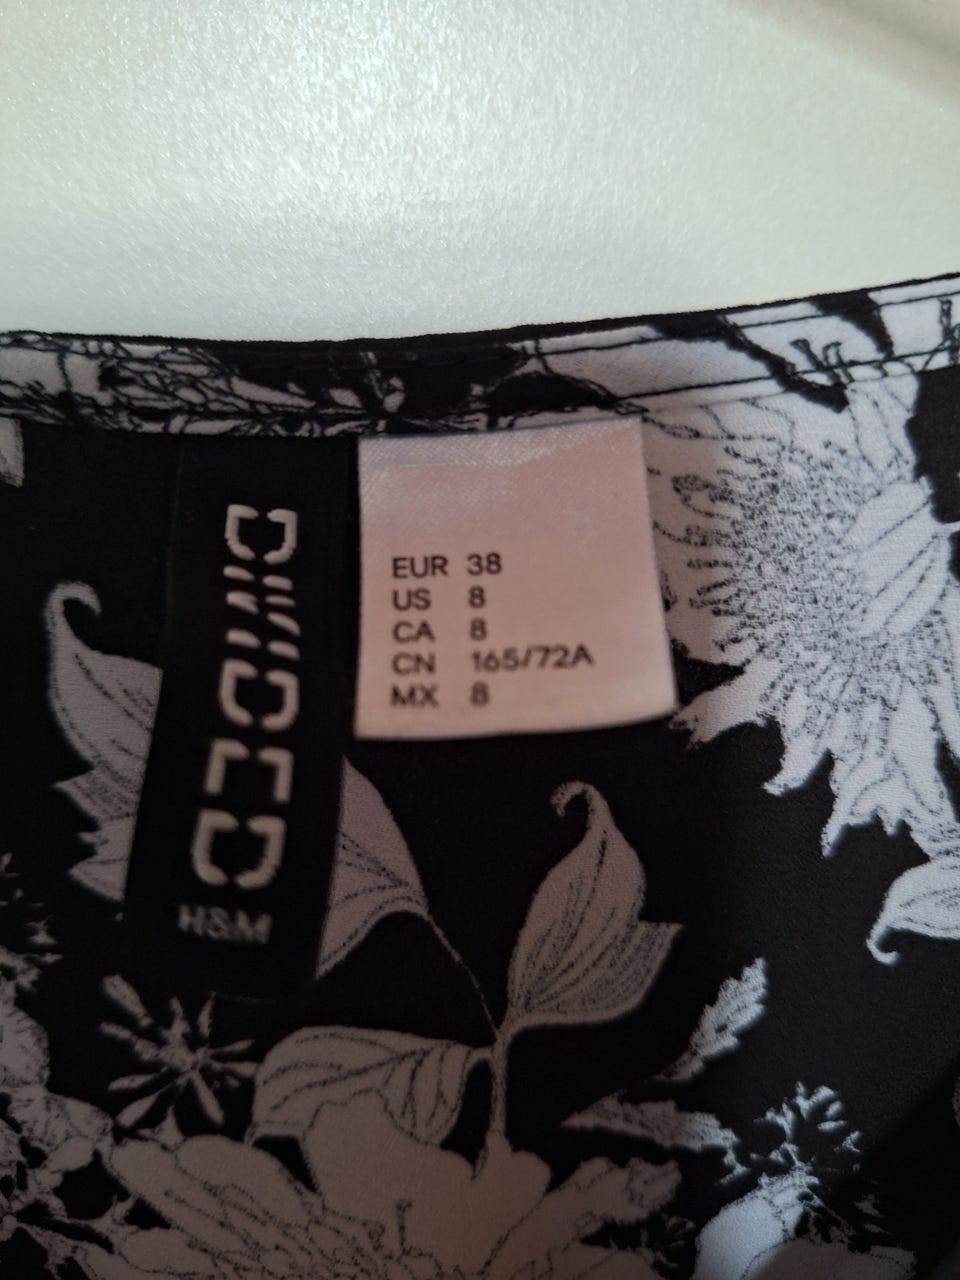 DIVIDED
H&M
EUR 38
US 8
CA 8
CN 165/72A
MX 8